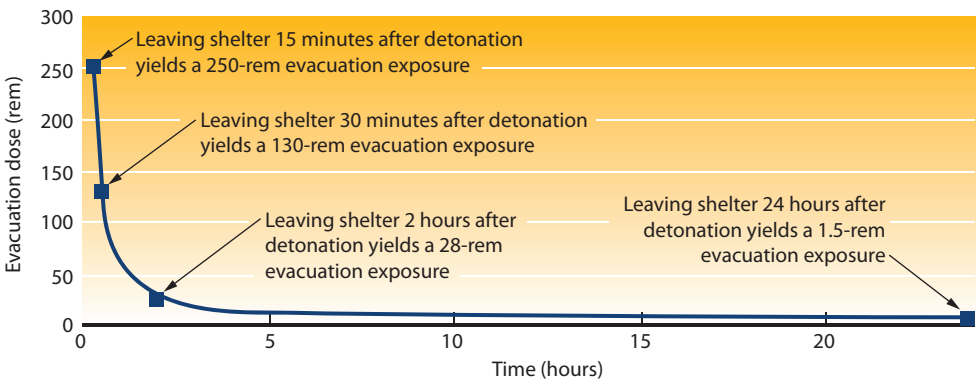 300
250
200
150
100
50
0
Evacuation dose (rem)
Leaving shelter 15 minutes after detonation
yields a 250-rem evacuation exposure
Leaving shelter 30 minutes after detonation
yields a 130-rem evacuation exposure
Leaving shelter 2 hours after
detonation yields a 28-rem
evacuation exposure
Leaving shelter 24 hours after
detonation yields a 1.5-rem
evacuation exposure
0
5
10
15
20
Time (hours)